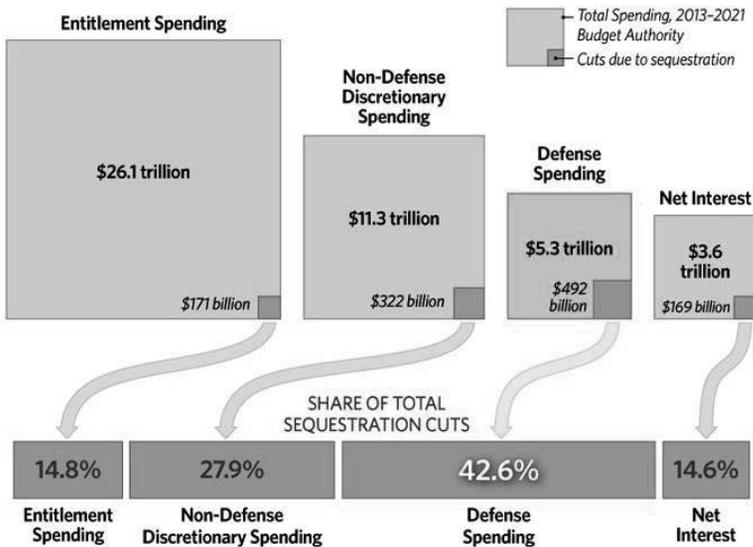 Entitlement Spending
$26.1 trillion
$171 billion
Non-Defense
Discretionary
Spending
$11.3 trillion
$322 billion
Defense
Spending
$5.3 trillion
$492
billion
Net Interest
$3.6
trillion
$169 billion
Total Spending, 2013–2021
Budget Authority
Cuts due to sequestration
SHARE OF TOTAL
SEQUESTRATION CUTS
14.8%
27.9%
42.6%
14.6%
Entitlement
Spending
Non-Defense
Discretionary Spending
Defense
Spending
Net
Interest